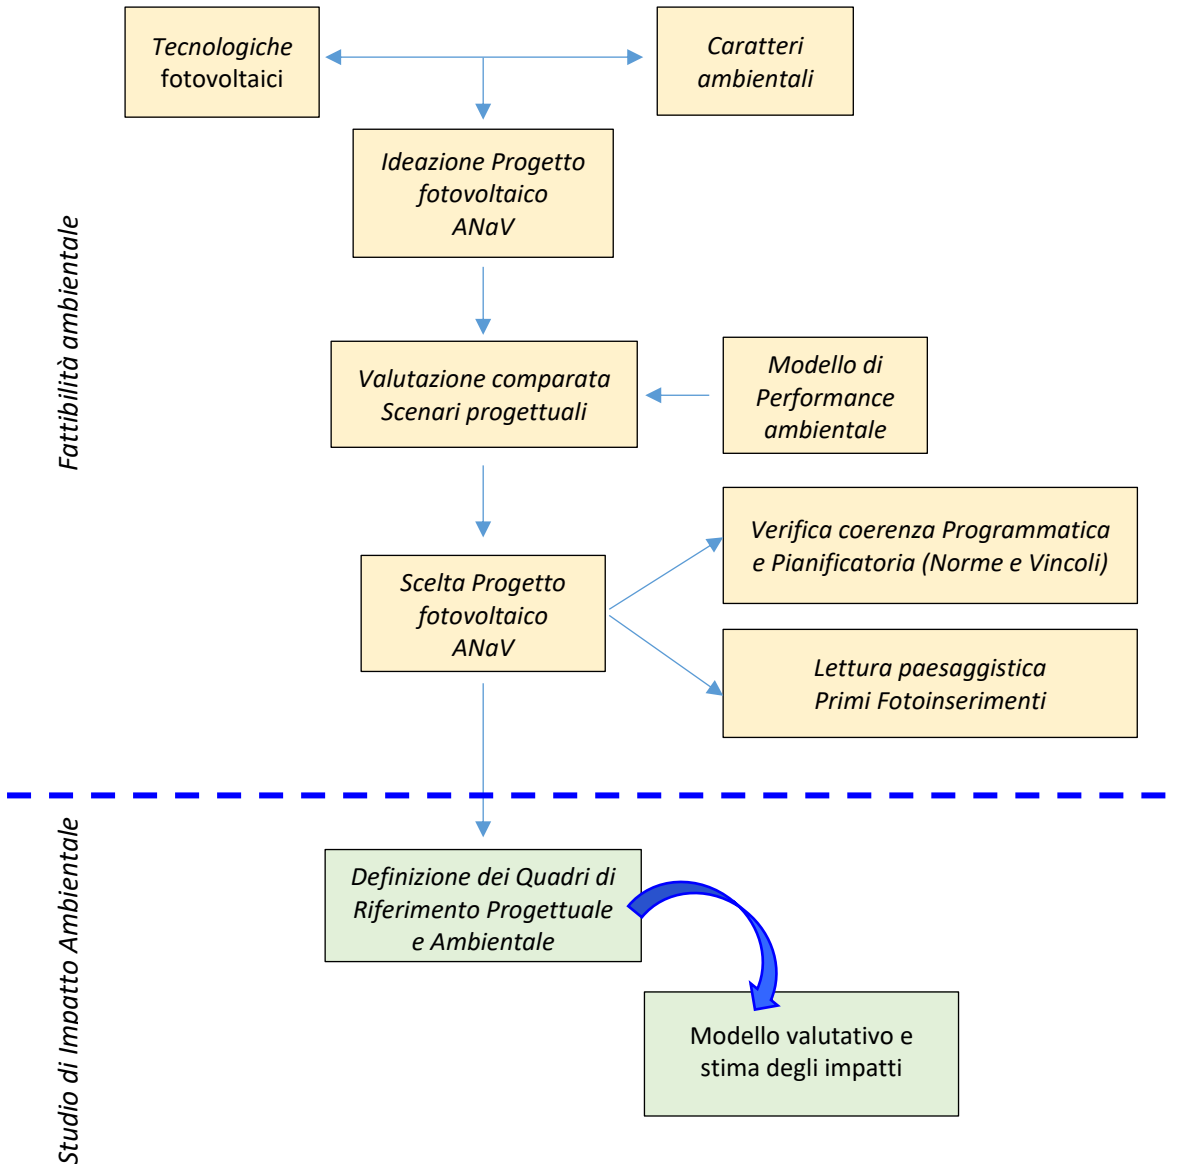 Tecnologiche
fotovoltaici
Caratteri
ambientali
Ideazione Progetto
fotovoltaico
ANaV
Fattibilità ambientale
Valutazione comparata
Scenari progettuali
Modello di
Performance
ambientale
Verifica coerenza Programmatica
e Pianificatoria (Norme e Vincoli)
Scelta Progetto
fotovoltaico
ANaV
Lettura paesaggistica
Primi Fotoinserimenti
Studio di Impatto Ambientale
Definizione dei Quadri di
Riferimento Progettuale
e Ambientale
Modello valutativo e
stima degli impatti